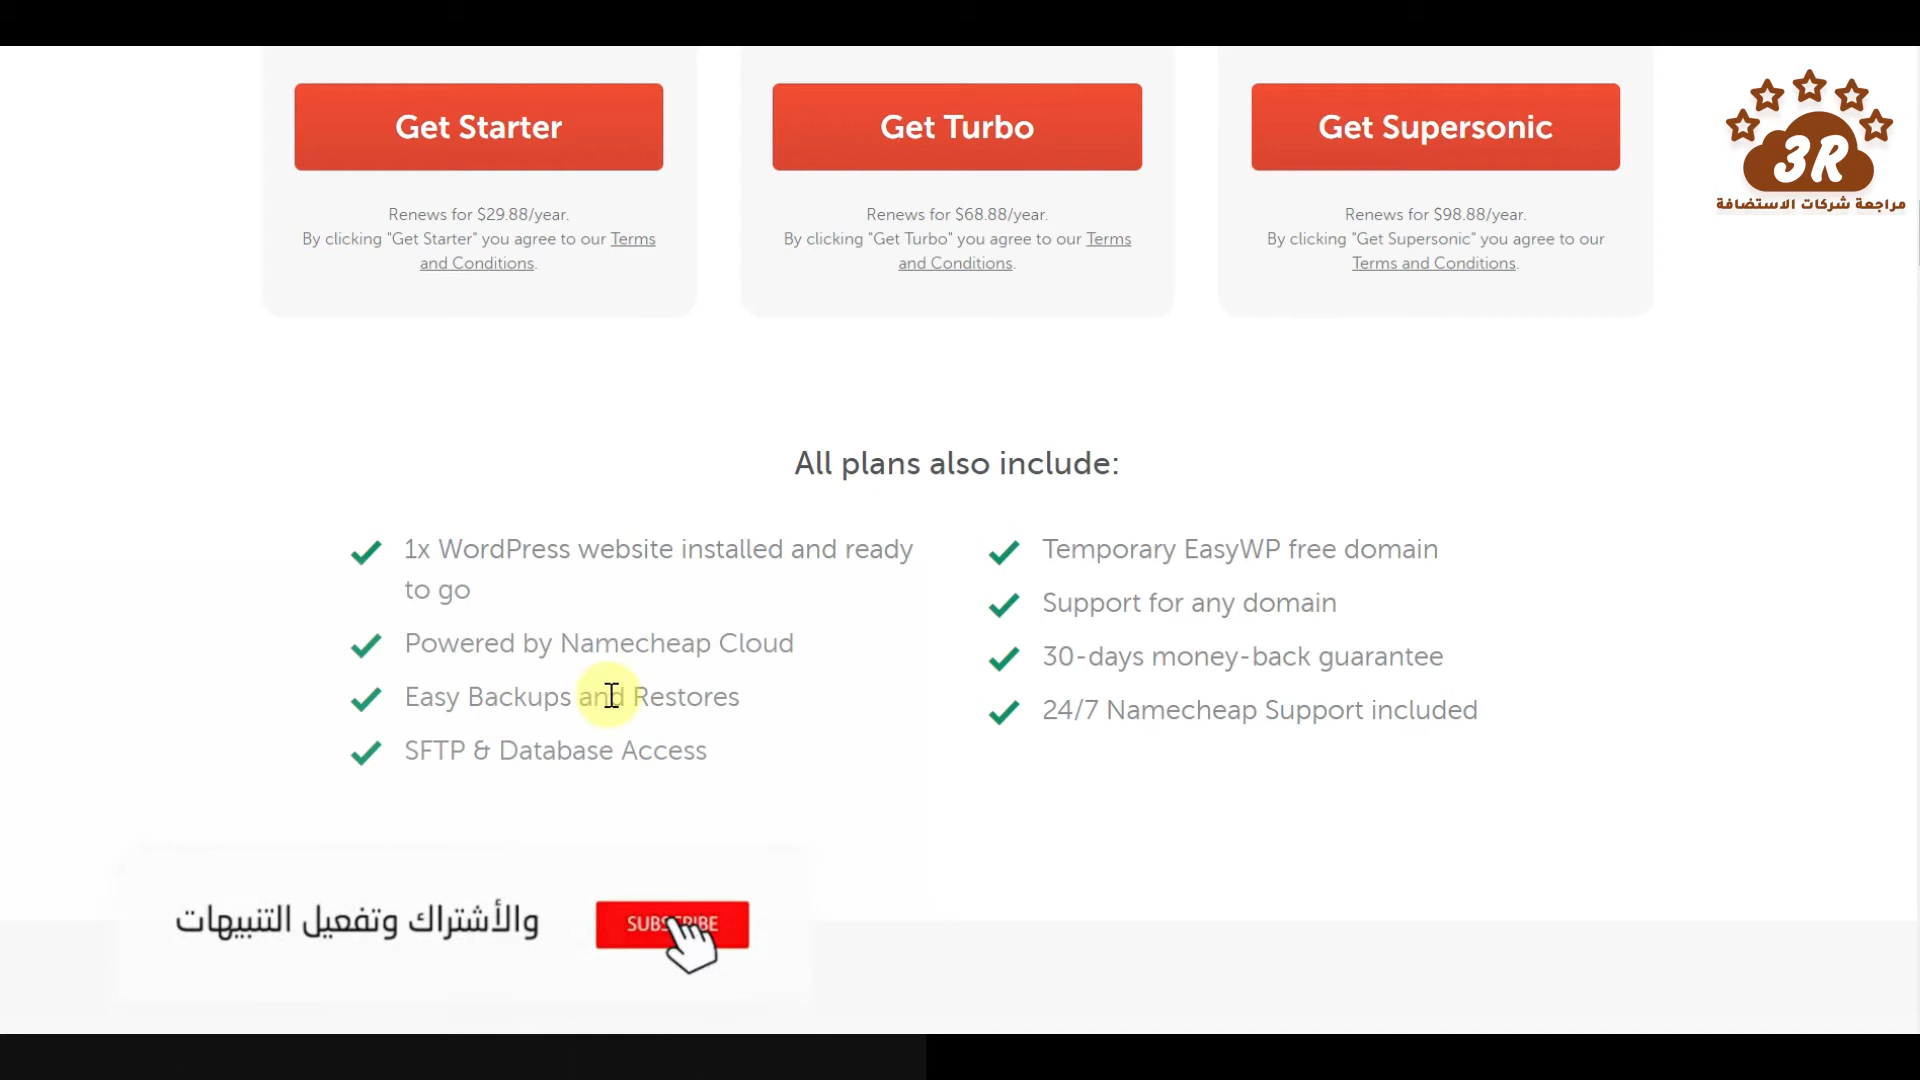 Get Starter
Get Turbo
Get Supersonic
3R
مراجعة شركات الاستضافة
Renews for $29.88/year.
By clicking "Get Starter" you agree to our Terms
and Conditions.
Renews for $68.88/year.
By clicking "Get Turbo" you agree to our Terms
and Conditions.
Renews for $98.88/year.
By clicking "Get Supersonic" you agree to our
Terms and Conditions.
All plans also include:
1x WordPress website installed and ready
to go
Powered by Namecheap Cloud
Easy Backups and Restores
SFTP & Database Access
Temporary EasyWP free domain
Support for any domain
30-days money-back guarantee
24/7 Namecheap Support included
والأشتراك وتفعيل التنبيهات
SUBSCRIBE